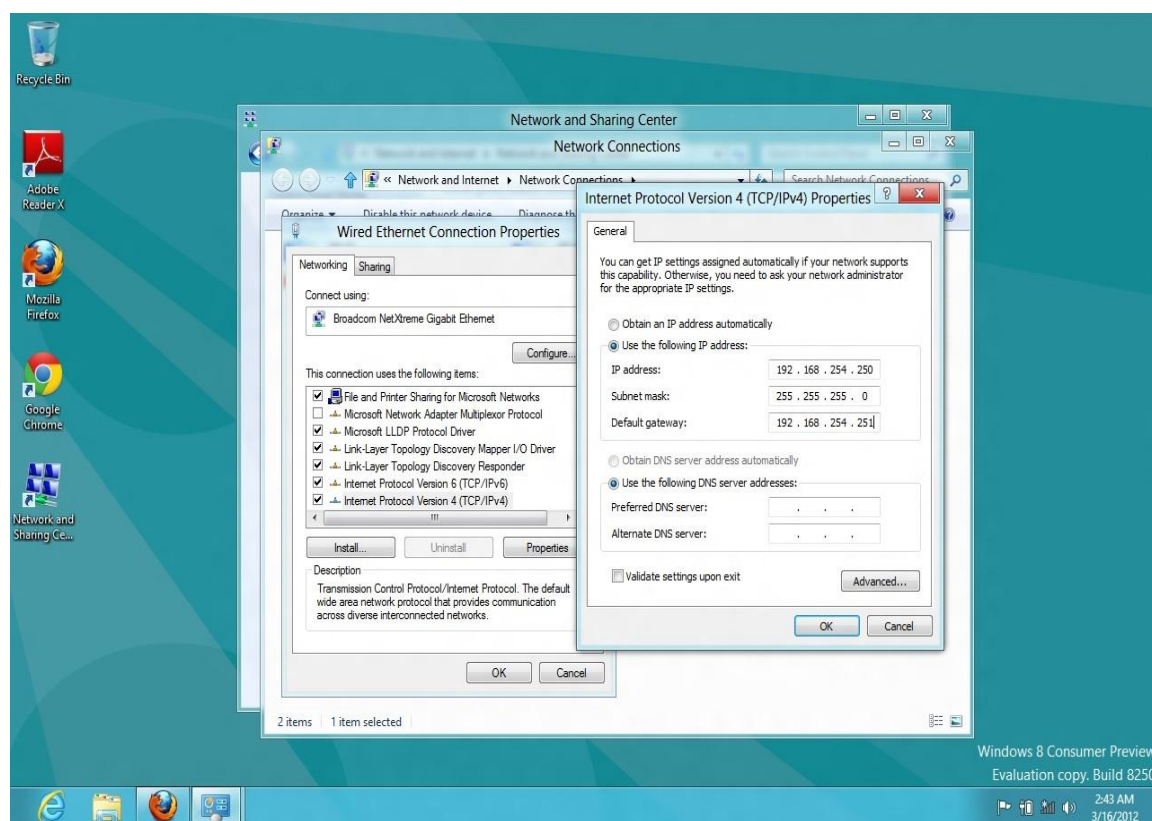 Recycle Bin
Adobe
Reader X
Mozilla
Firefox
Google
Chrome
Network and
Sharing Ce...
Network and Sharing Center
Network Connections
« Network and Internet Network Connections
Search Network Connections
Organize Disable this network device Diagnose th
Wired Ethernet Connection Properties
Networking
Sharing
Connect using:
Broadcom NetXtreme Gigabit Ethernet
Configure...
This connection uses the following items:
File and Printer Sharing for Microsoft Networks
Microsoft Network Adapter Multiplexor Protocol
Microsoft LLDP Protocol Driver
Link-Layer Topology Discovery Mapper I/O Driver
Link-Layer Topology Discovery Responder
Internet Protocol Version 6 (TCP/IPv6)
Internet Protocol Version 4 (TCP/IPv4)
Install...
Uninstall
Properties
Description
Transmission Control Protocol/Internet Protocol. The default
wide area network protocol that provides communication
across diverse interconnected networks.
OK
Cancel
2 items
1 item selected
Internet Protocol Version 4 (TCP/IPv4) Properties
General
You can get IP settings assigned automatically if your network supports
this capability. Otherwise, you need to ask your network administrator
for the appropriate IP settings.
Obtain an IP address automatically
Use the following IP address:
IP address: 192 . 168 . 254 . 250
Subnet mask: 255 . 255 . 255 . 0
Default gateway: 192 . 168 . 254 . 251
Obtain DNS server address automatically
Use the following DNS server addresses:
Preferred DNS server: . . .
Alternate DNS server: . . .
Validate settings upon exit
Advanced...
OK
Cancel
Windows 8 Consumer Preview
Evaluation copy. Build 8250
2:43 AM
3/16/2012